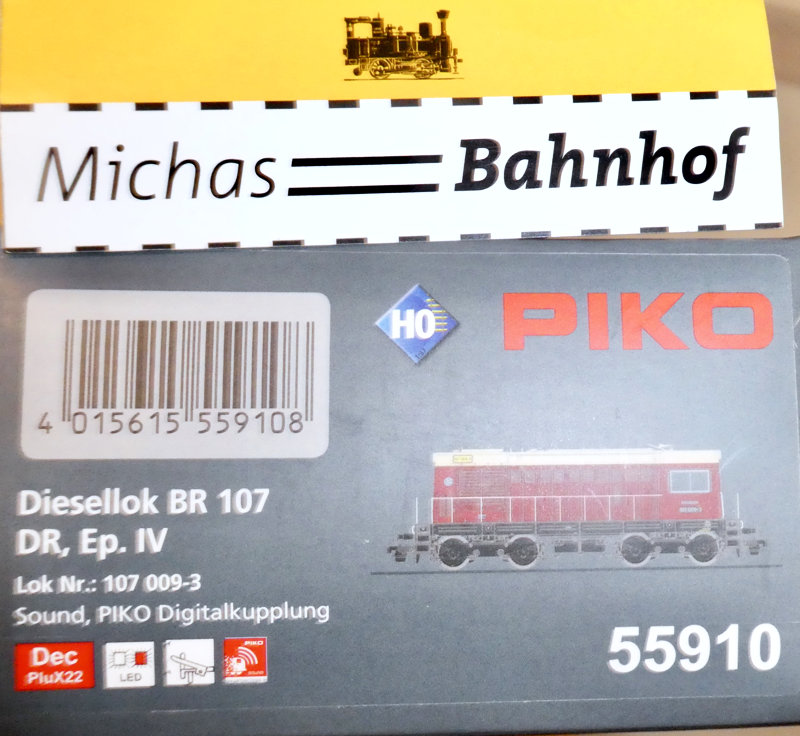 Michas Bahnhof
H0
PIKO
4 015615 559108
Diesellok BR 107
DR, Ep. IV
Lok Nr.: 107 009-3
Sound, PIKO Digitalkupplung
Dec
PluX22
LED
PIKO
55910